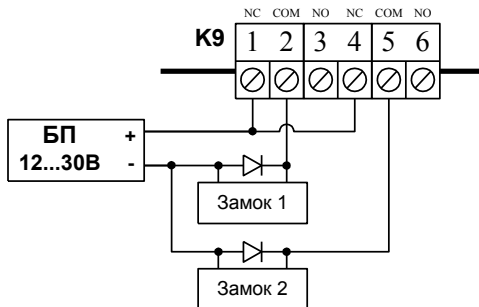 NC COM NO NC COM NO
K9 1 2 3 4 5 6
БП +
12...30В -
Замок 1
Замок 2